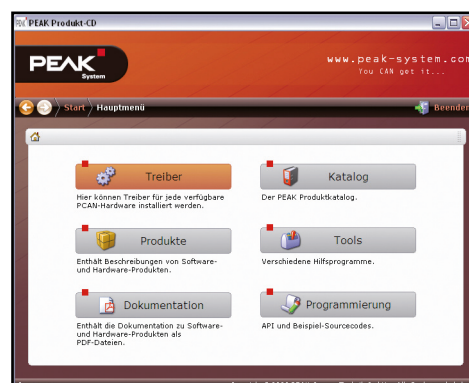 PEAK Produkt-CD
PEAK
System
www.peak-system.com
You CAN get it...
Start
Hauptmenü
Beenden
Treiber
Hier können Treiber für jede verfügbare
PCAN-Hardware installiert werden.
Katalog
Der PEAK Produktkatalog.
Produkte
Enthält Beschreibungen von Software-
und Hardware-Produkten.
Tools
Verschiedene Hilfsprogramme.
Dokumentation
Enthält die Dokumentation zu Software-
und Hardware-Produkten als
PDF-Dateien.
Programmierung
API und Beispiel-Sourcecodes.